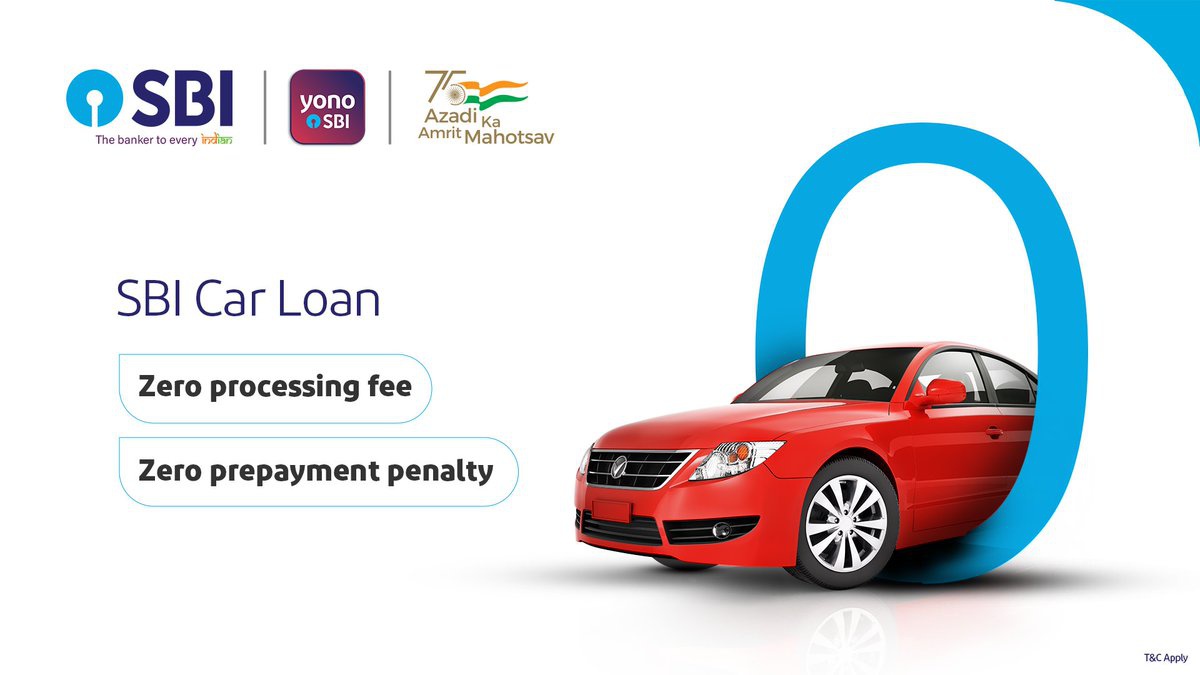 SBI
The banker to every indian
yono
SBI
75
Azadi Ka
Amrit Mahotsav
SBI Car Loan
Zero processing fee
Zero prepayment penalty
0
T&C Apply